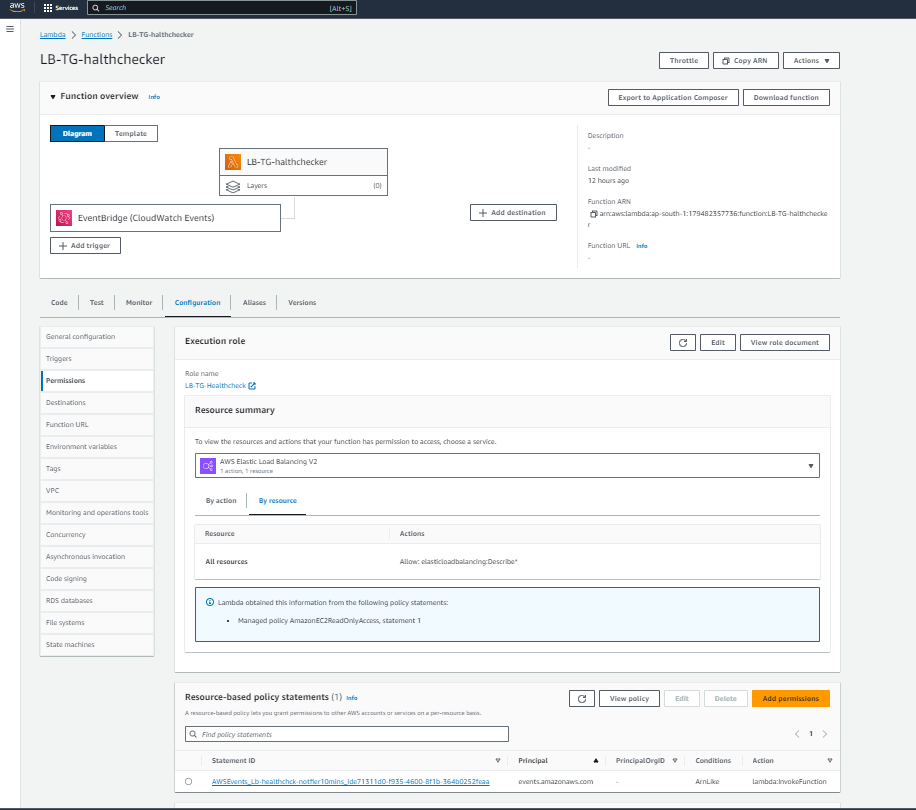 aws
Services
Search
[Alt+S]
Lambda > Functions > LB-TG-halthchecker
LB-TG-halthchecker
Throttle
Copy ARN
Actions
Function overview Info
Export to Application Composer
Download function
Diagram
Template
LB-TG-halthchecker
Layers
(0)
EventBridge (CloudWatch Events)
Add trigger
Add destination
Description
-
Last modified
12 hours ago
Function ARN
arn:aws:lambda:ap-south-1:179482357736:function:LB-TG-halthchecke
r
Function URL Info
-
Code
Test
Monitor
Configuration
Aliases
Versions
General configuration
Triggers
Permissions
Destinations
Function URL
Environment variables
Tags
VPC
Monitoring and operations tools
Concurrency
Asynchronous invocation
Code signing
RDS databases
File systems
State machines
Execution role
Edit
View role document
Role name
LB-TG-Healthcheck
Resource summary
To view the resources and actions that your function has permission to access, choose a service.
AWS Elastic Load Balancing V2
1 action, 1 resource
By action
By resource
Resource
Actions
All resources
Allow: elasticloadbalancing:Describe*
Lambda obtained this information from the following policy statements:
• Managed policy AmazonEC2ReadOnlyAccess, statement 1
Resource-based policy statements (1) Info
View policy
Edit
Delete
Add permissions
A resource-based policy lets you grant permissions to other AWS accounts or services on a per-resource basis.
Find policy statements
1
Statement ID
Principal
PrincipalOrgID
Conditions
Action
AWSEvents_Lb-healthchck-notfier10mins_Ide71311d0-f935-4600-8f1b-364b0252feaa
events.amazonaws.com
-
ArnLike
lambda:InvokeFunction